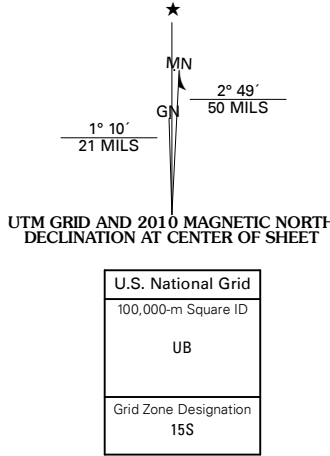 ★
MN
GN
2° 49´
50 MILS
1° 10´
21 MILS
UTM GRID AND 2010 MAGNETIC NORTH
DECLINATION AT CENTER OF SHEET
U.S. National Grid
100,000-m Square ID
UB
Grid Zone Designation
15S